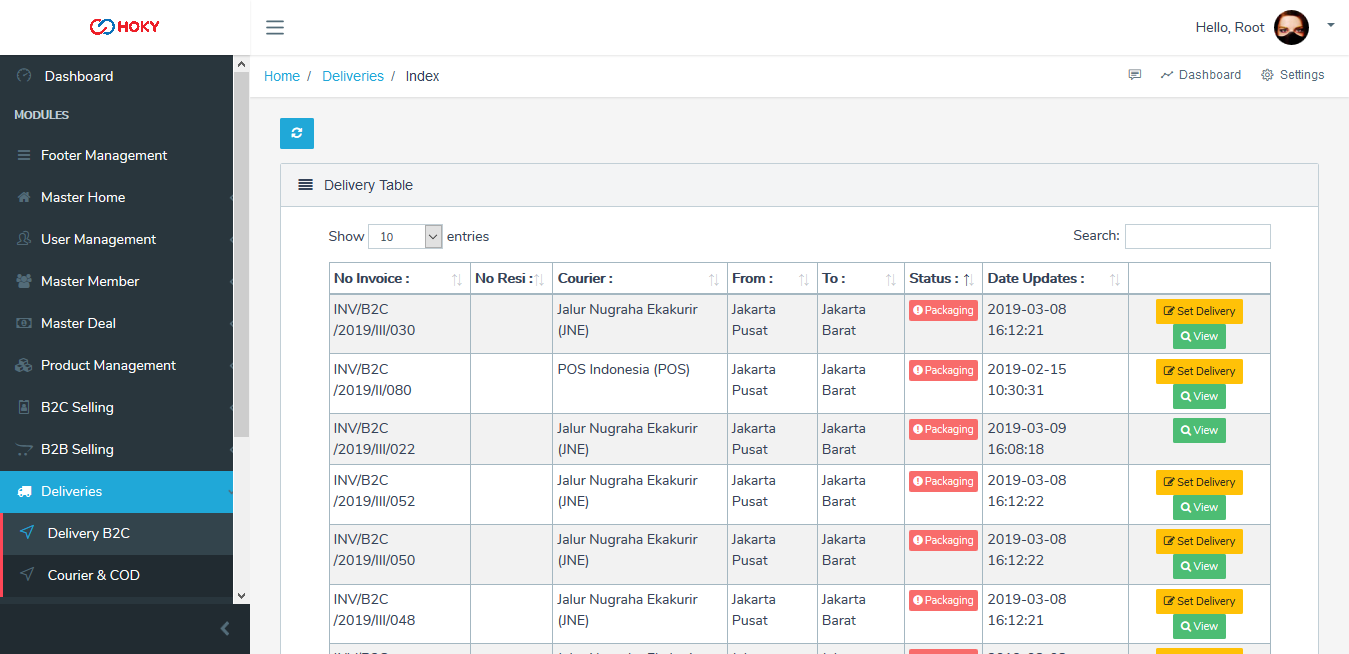 HOKY
Hello, Root
Dashboard
MODULES
Footer Management
Master Home
User Management
Master Member
Master Deal
Product Management
B2C Selling
B2B Selling
Deliveries
Delivery B2C
Courier & COD
Home / Deliveries / Index
Dashboard Settings
Delivery Table
Show 10 entries
Search:
No Invoice : No Resi : Courier : From : To : Status : Date Updates :
INV/B2C Jalur Nugraha Ekakurir Jakarta Jakarta Packaging 2019-03-08 Set Delivery
/2019/III/030 (JNE) Pusat Barat 16:12:21 View
INV/B2C POS Indonesia (POS) Jakarta Jakarta Packaging 2019-02-15 Set Delivery
/2019/II/080 Pusat Barat 10:30:31 View
INV/B2C Jalur Nugraha Ekakurir Jakarta Jakarta Packaging 2019-03-09 View
/2019/III/022 (JNE) Pusat Barat 16:08:18
INV/B2C Jalur Nugraha Ekakurir Jakarta Jakarta Packaging 2019-03-08 Set Delivery
/2019/III/052 (JNE) Pusat Barat 16:12:22 View
INV/B2C Jalur Nugraha Ekakurir Jakarta Jakarta Packaging 2019-03-08 Set Delivery
/2019/III/050 (JNE) Pusat Barat 16:12:22 View
INV/B2C Jalur Nugraha Ekakurir Jakarta Jakarta Packaging 2019-03-08 Set Delivery
/2019/III/048 (JNE) Pusat Barat 16:12:21 View